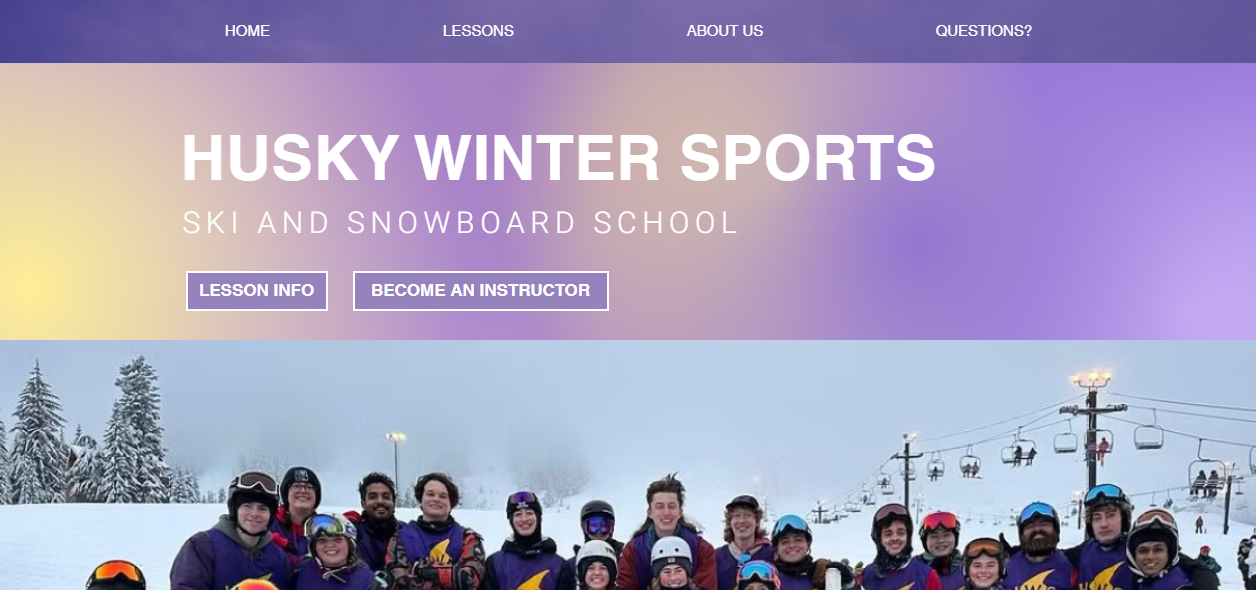 HOME
LESSONS
ABOUT US
QUESTIONS?
HUSKY WINTER SPORTS
SKI AND SNOWBOARD SCHOOL
LESSON INFO
BECOME AN INSTRUCTOR